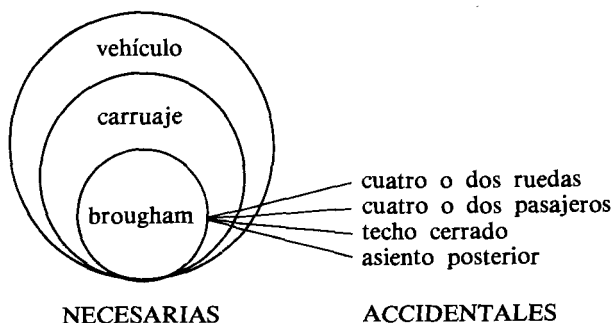 vehículo
carruaje
brougham
cuatro o dos ruedas
cuatro o dos pasajeros
techo cerrado
asiento posterior
NECESARIAS ACCIDENTALES